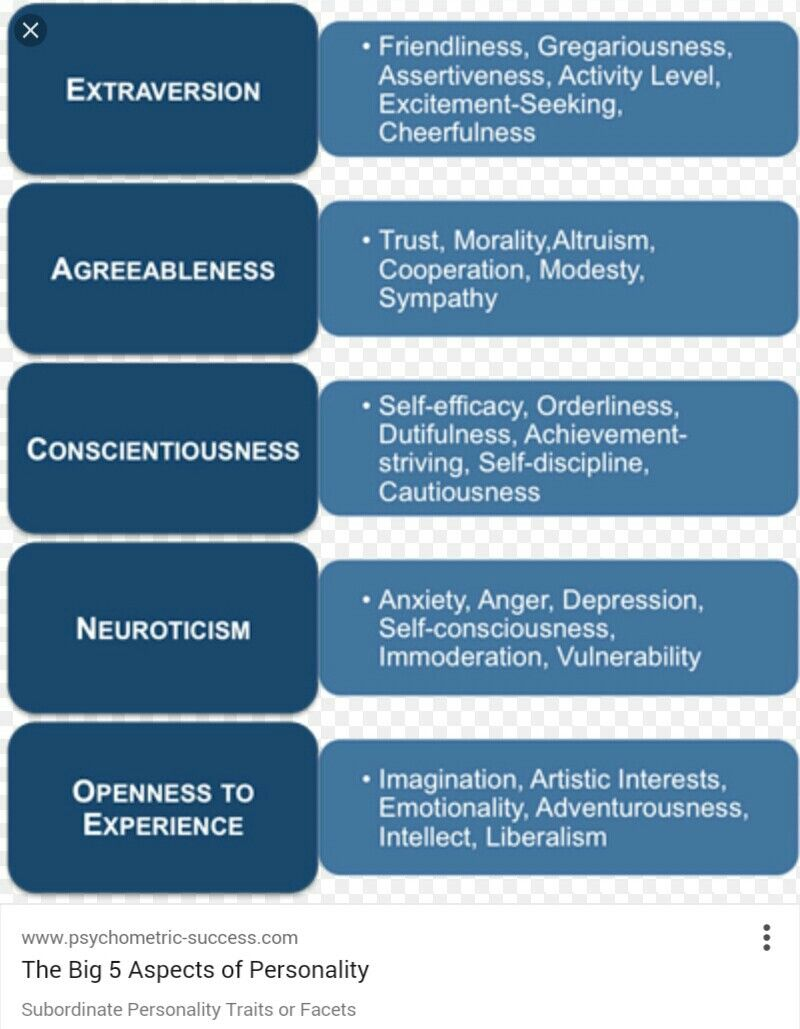 EXTRAVERSION
• Friendliness, Gregariousness,
Assertiveness, Activity Level,
Excitement-Seeking,
Cheerfulness
AGREEABLENESS
• Trust, Morality,Altruism,
Cooperation, Modesty,
Sympathy
CONSCIENTIOUSNESS
• Self-efficacy, Orderliness,
Dutifulness, Achievement-
striving, Self-discipline,
Cautiousness
NEUROTICISM
• Anxiety, Anger, Depression,
Self-consciousness,
Immoderation, Vulnerability
OPENNESS TO
EXPERIENCE
• Imagination, Artistic Interests,
Emotionality, Adventurousness,
Intellect, Liberalism
www.psychometric-success.com
The Big 5 Aspects of Personality
Subordinate Personality Traits or Facets